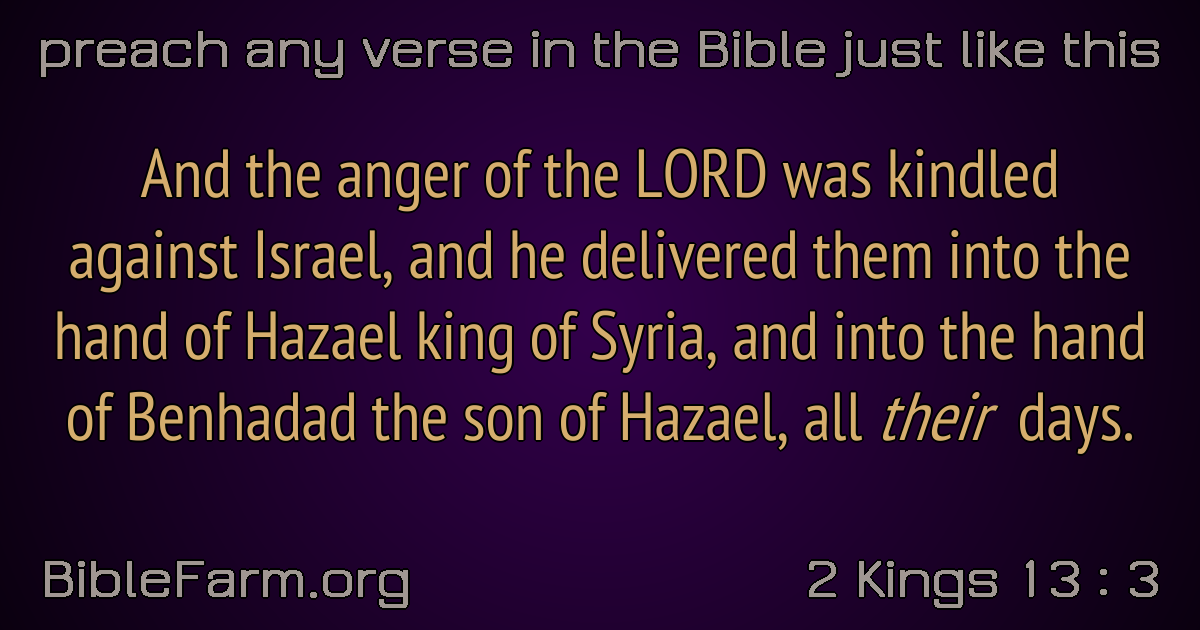 preach any verse in the Bible just like this
And the anger of the LORD was kindled
against Israel, and he delivered them into the
hand of Hazael king of Syria, and into the hand
of Benhadad the son of Hazael, all their days.
BibleFarm.org
2 Kings 13 : 3